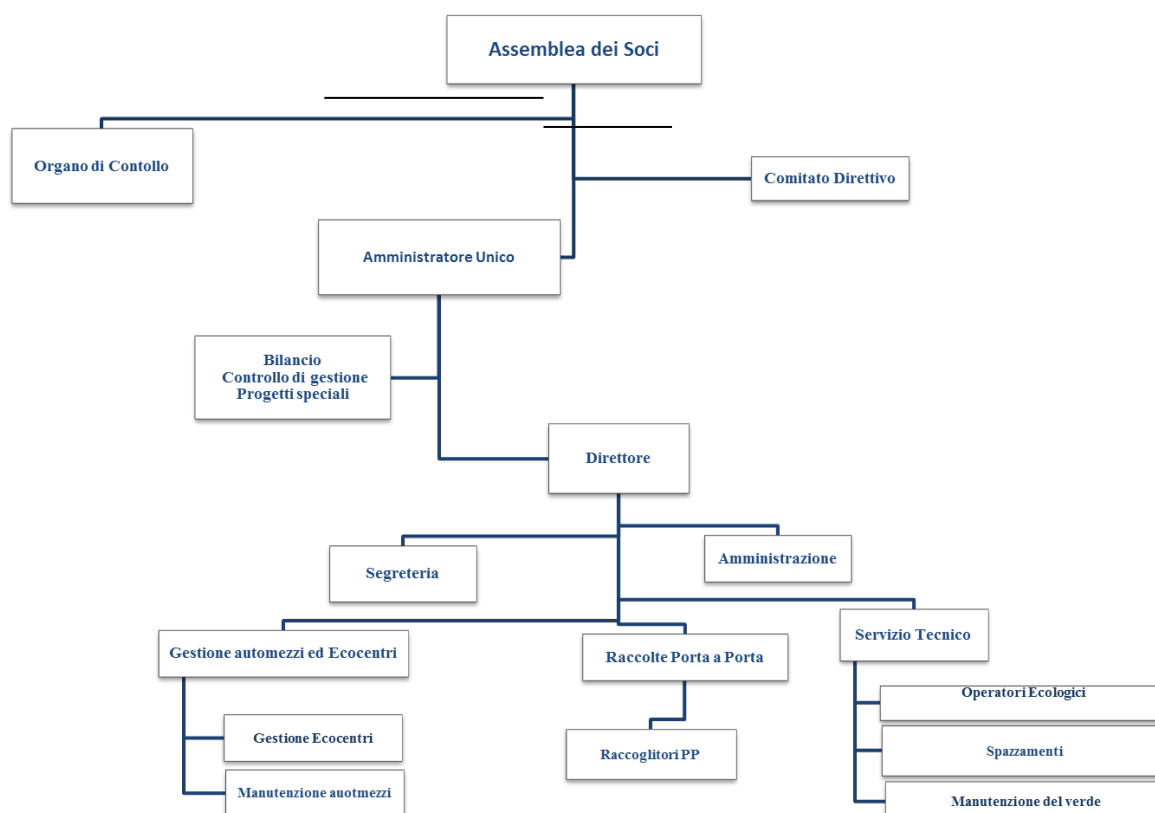 Assemblea dei Soci
Organo di Contollo
Comitato Direttivo
Amministratore Unico
Bilancio
Controllo di gestione
Progetti speciali
Direttore
Segreteria
Amministrazione
Gestione automezzi ed Ecocentri
Raccolte Porta a Porta
Servizio Tecnico
Gestione Ecocentri
Manutenzione auotmezzi
Raccoglitori PP
Operatori Ecologici
Spazzamenti
Manutenzione del verde